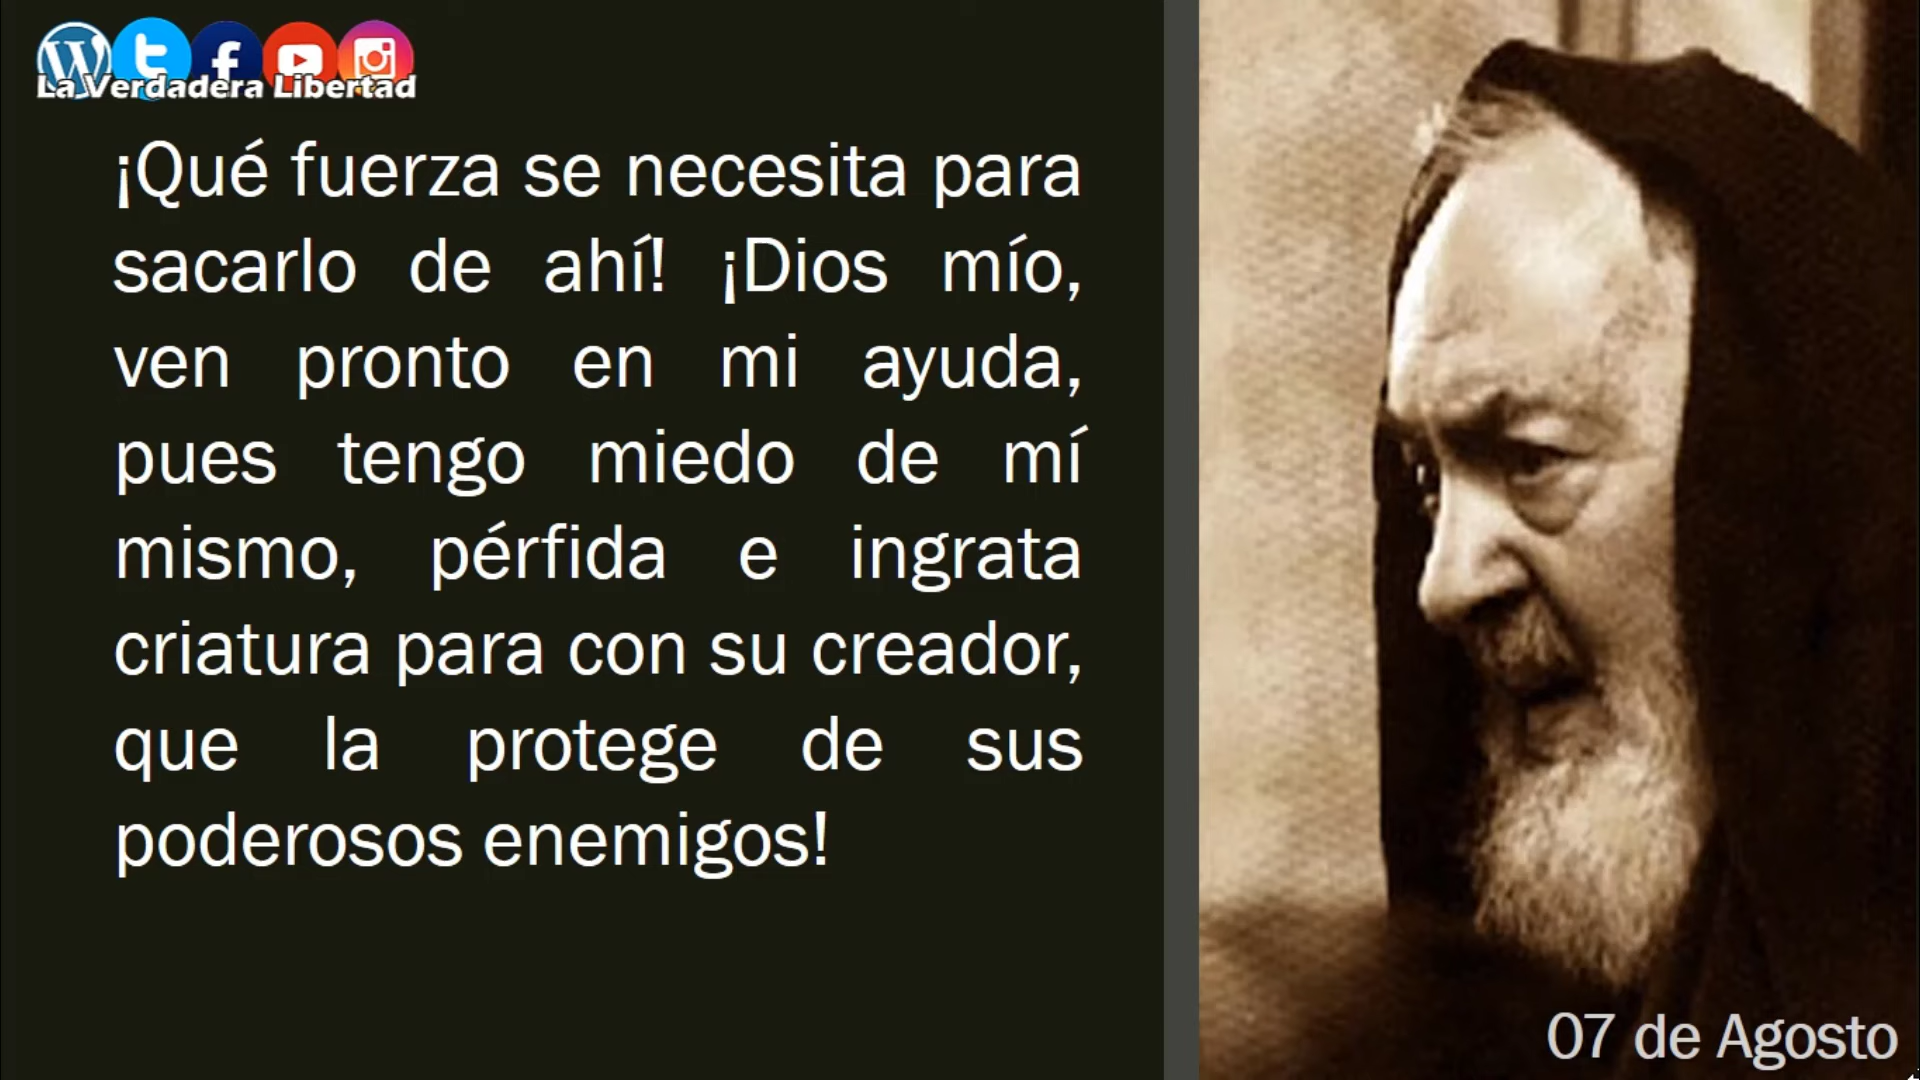 La Verdadera Libertad
¡Qué fuerza se necesita para
sacarlo de ahí! ¡Dios mío,
ven pronto en mi ayuda,
pues tengo miedo de mí
mismo, pérfida e ingrata
criatura para con su creador,
que la protege de sus
poderosos enemigos!
07 de Agosto